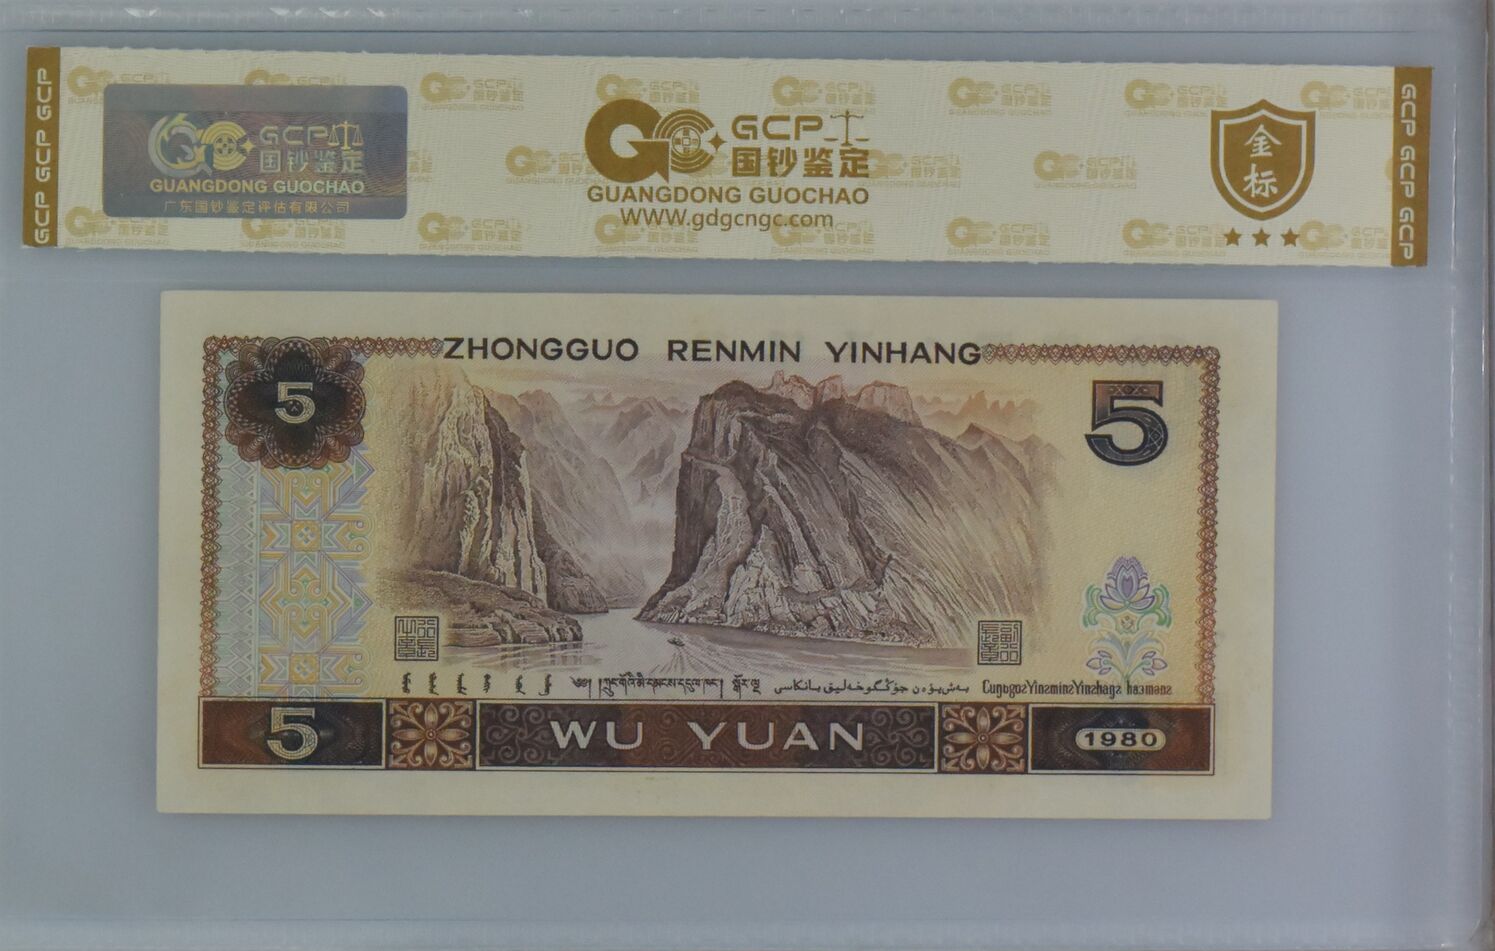 GCP GCP GCP
GCP
国钞鉴定
GUANGDONG GUOCHAO
广东国钞鉴定评估有限公司
GCP
国钞鉴定
GUANGDONG GUOCHAO
WWW.gdgcngc.com
金标
GCP GCP GCP
ZHONGGUO RENMIN YINHANG
5
5
5 WU YUAN 1980